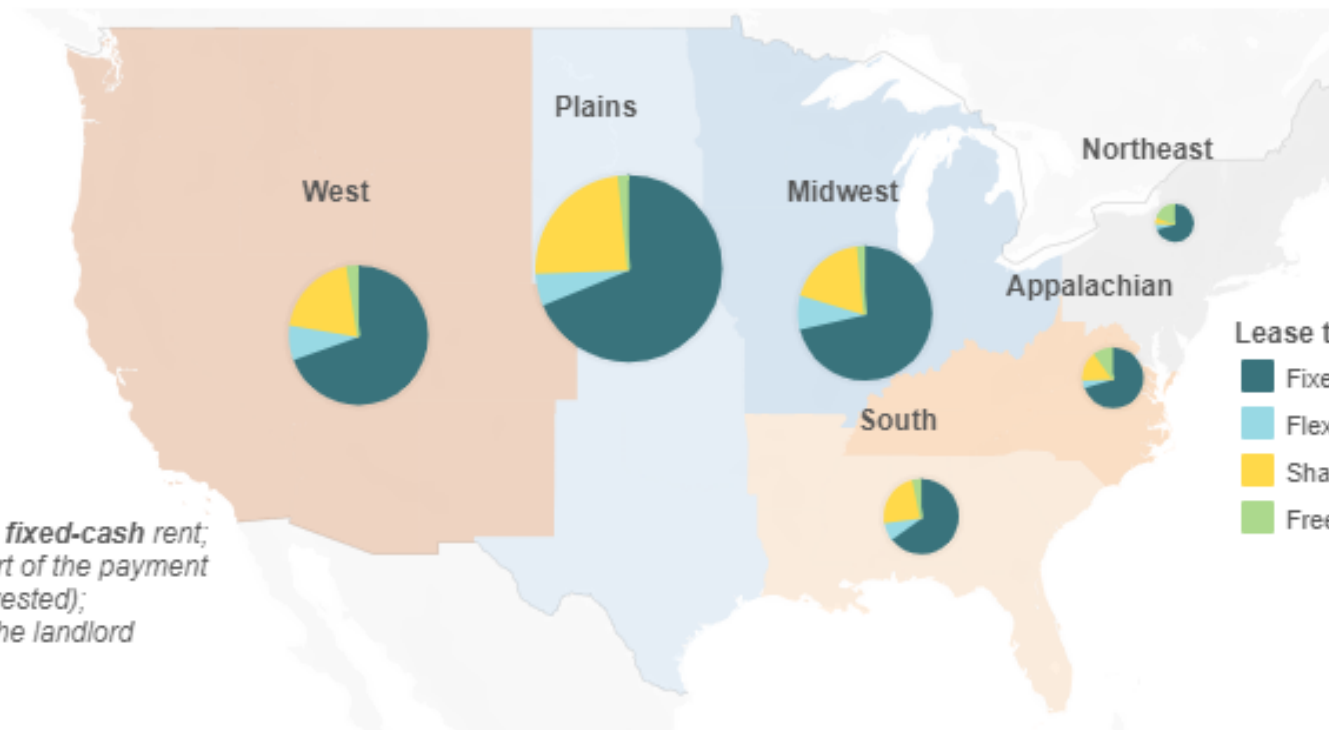 Plains
Northeast
West
Midwest
Appalachian
Lease t
Fixe
Flex
South
Sha
Free
fixed-cash rent;
rt of the payment
ested);
he landlord